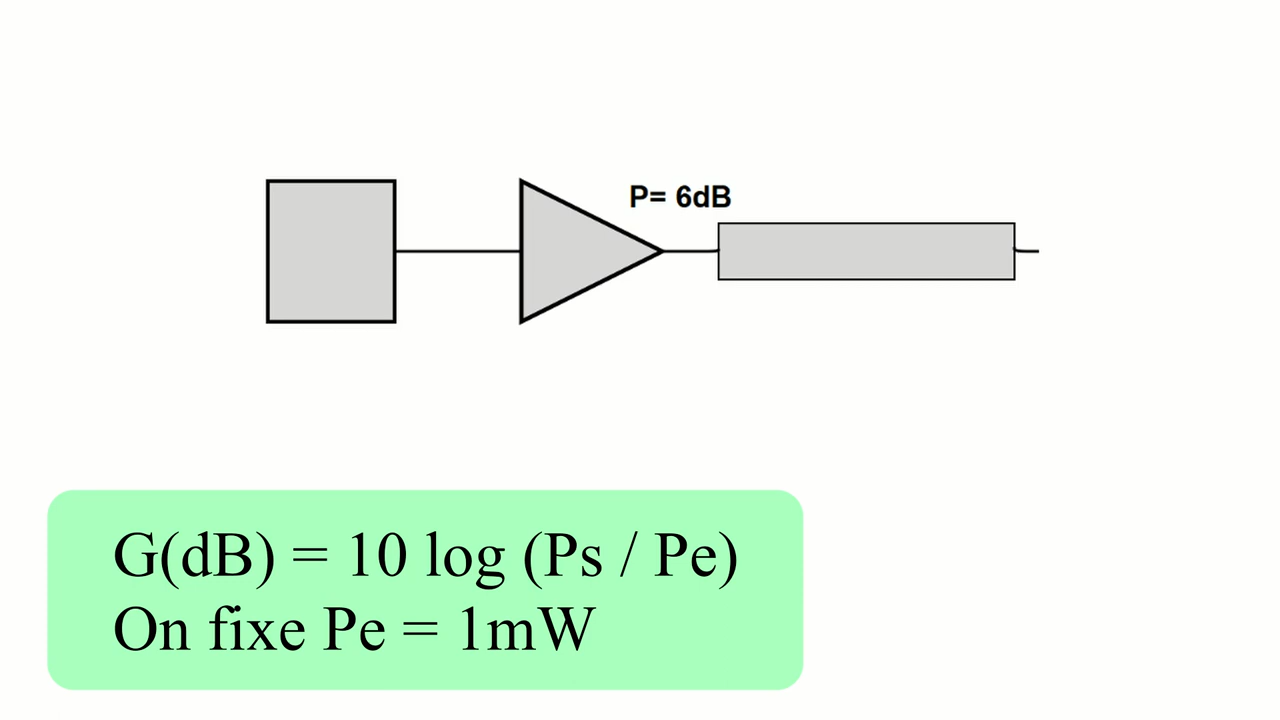 P= 6dB
G(dB) = 10 log (Ps / Pe)
On fixe Pe = 1mW